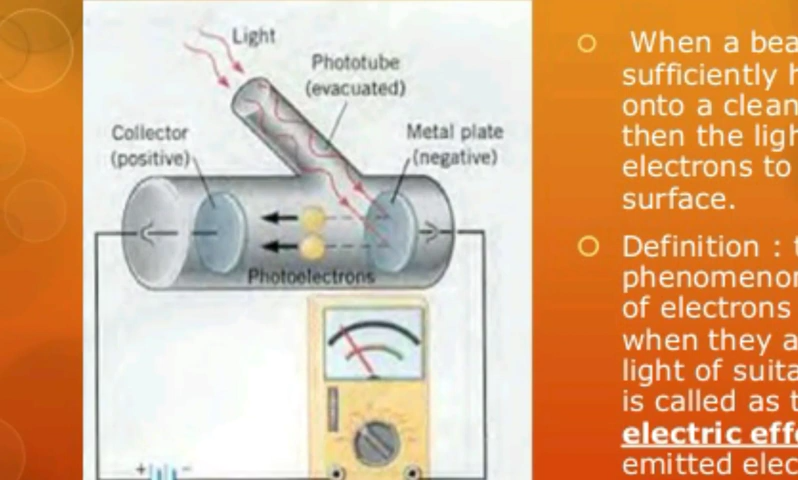 Light
Phototube
(evacuated)
Collector
(positive)
Metal plate
(negative)
Photoelectrons
+ -
When a bea
sufficiently h
onto a clean
then the ligh
electrons to
surface.
Definition : t
phenomenon
of electrons
when they a
light of suita
is called as t
electric effe
emitted elec